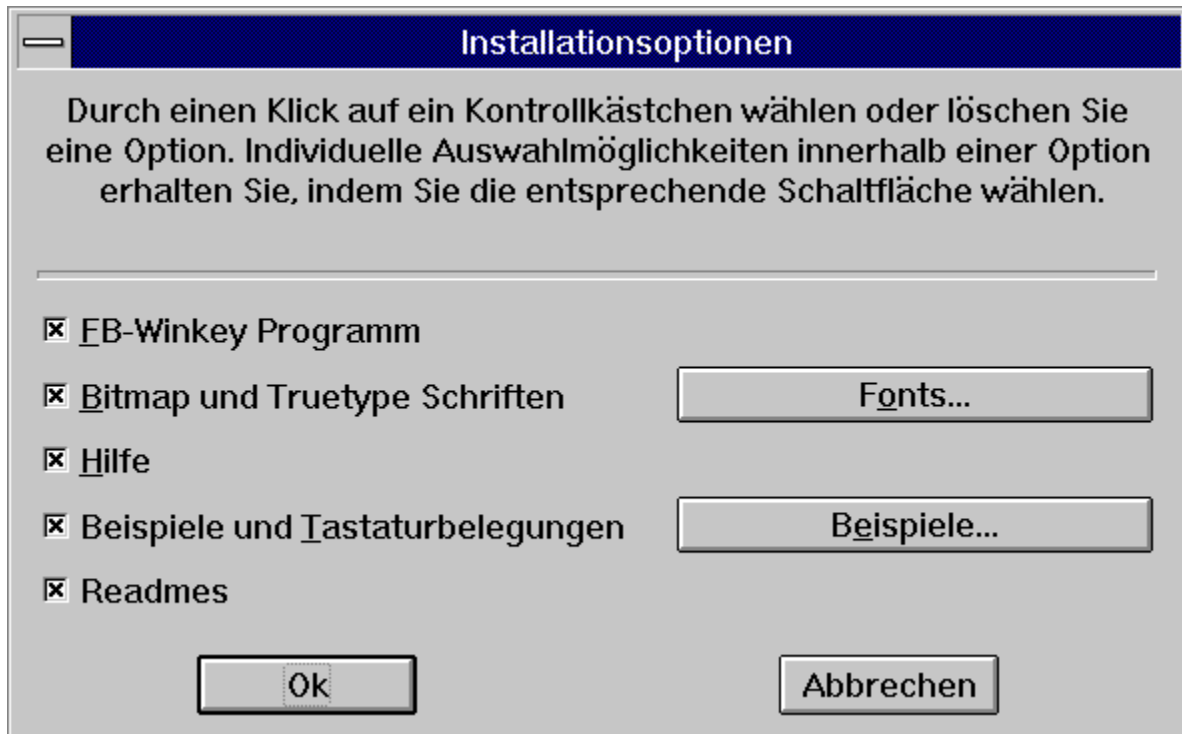 Installationsoptionen
Durch einen Klick auf ein Kontrollkästchen wählen oder löschen Sie
eine Option. Individuelle Auswahlmöglichkeiten innerhalb einer Option
erhalten Sie, indem Sie die entsprechende Schaltfläche wählen.
FB-Winkey Programm
Bitmap und Truetype Schriften
Fonts...
Hilfe
Beispiele und Tastaturbelegungen
Beispiele...
Readmes
Ok
Abbrechen